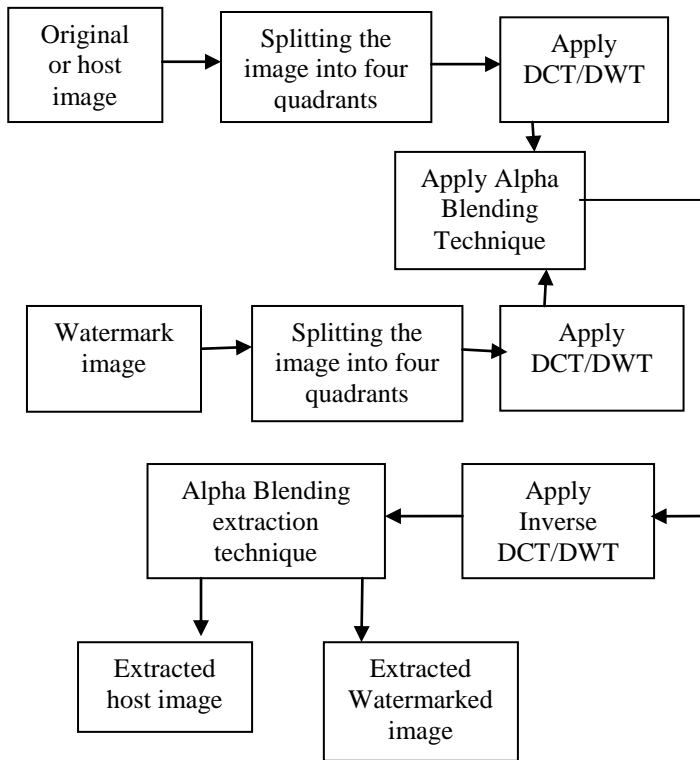 Original
or host
image
Splitting the
image into four
quadrants
Apply
DCT/DWT
Apply Alpha
Blending
Technique
Watermark
image
Splitting the
image into four
quadrants
Apply
DCT/DWT
Alpha Blending
extraction
technique
Apply
Inverse
DCT/DWT
Extracted
host image
Extracted
Watermarked
image